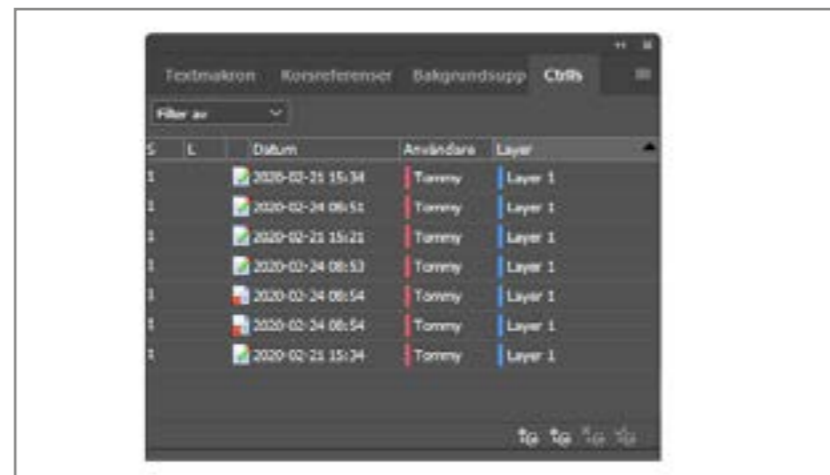 Textmakron Korsreferenser Bakgrundsupp CtRs
Filter av
S L Datum Användare Layer
1 2020-02-21 15:34 Tommy Layer 1
1 2020-02-24 08:51 Tommy Layer 1
1 2020-02-21 15:21 Tommy Layer 1
1 2020-02-24 08:53 Tommy Layer 1
1 2020-02-24 08:54 Tommy Layer 1
1 2020-02-24 08:54 Tommy Layer 1
1 2020-02-21 15:34 Tommy Layer 1